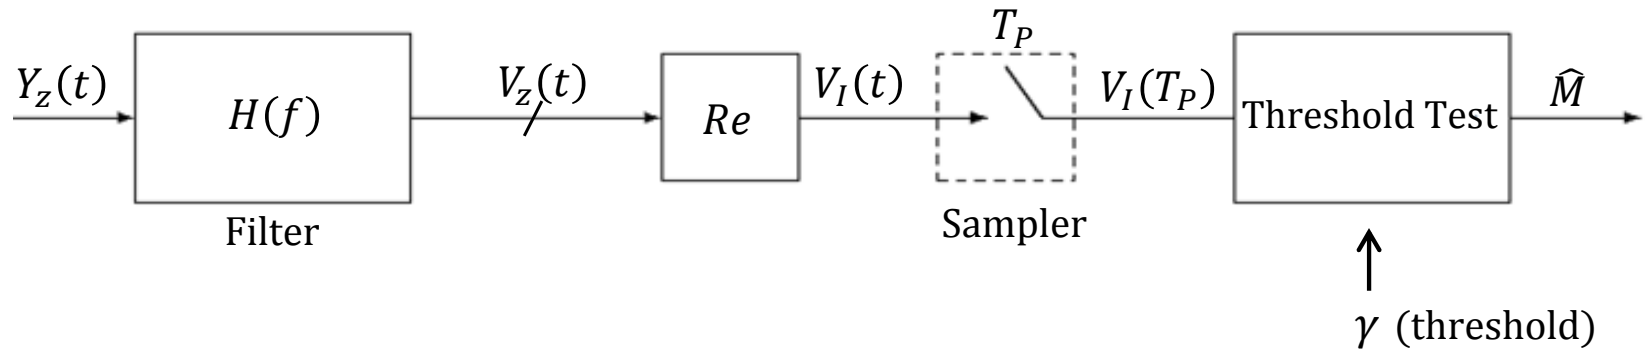 T_P
Y_z(t)
H(f)
V_z(t)
Re
V_I(t)
V_I(T_P)
Threshold Test
M̂
Filter
Sampler
γ (threshold)